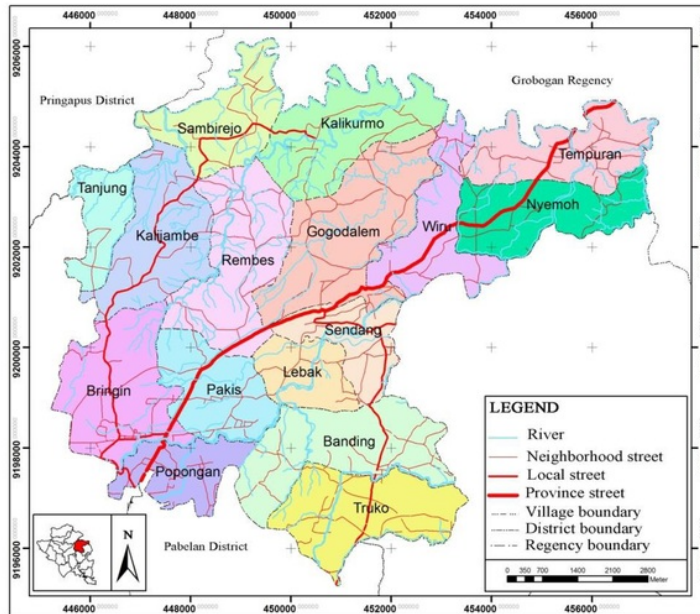 446000 448000 450000 452000 454000 456000
9206000
9204000
9202000
9200000
9198000
9196000
Grobogan Regency
Pringapus District
Sambirejo
Kalikurmo
Tempuran
Tanjung
Nyemoh
Kalijambe
Gogodalem
Wiru
Rembes
Sendang
Lebak
Bringin
Pakis
Banding
Popongan
Truko
Pabelan District
N
LEGEND
River
Neighborhood street
Local street
Province street
Village boundary
District boundary
Regency boundary
0 350 700 1400 2100 2800
Meter
446000 448000 450000 452000 454000 456000